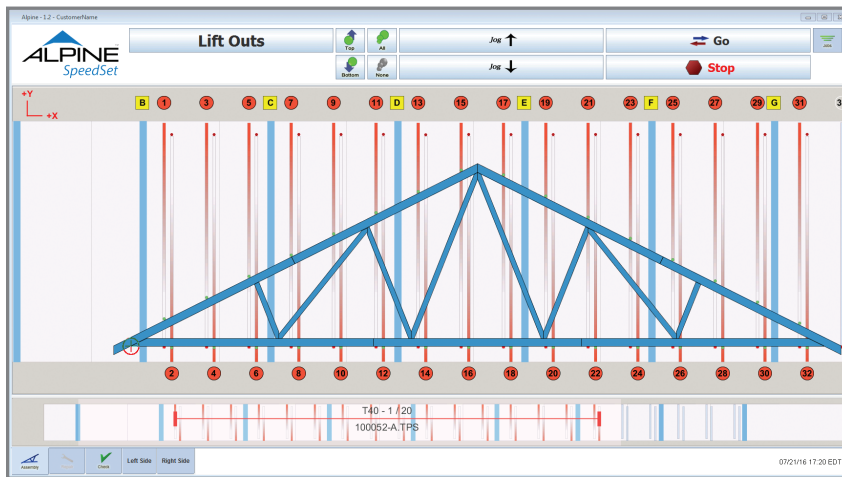 Alpine - 1.2 - CustomerName
ALPINE
SpeedSet
Lift Outs
Top
All
Jog
Go
Bottom
None
Jog
Stop
+Y
+X
B 1 3 5 C 7 9 11 D 13 15 17 E 19 21 23 F 25 27 29 G 31 3
2 4 6 8 10 12 14 16 18 20 22 24 26 28 30 32
T40 - 1 / 20
100052-A.TPS
Assembly
Check
Left Side
Right Side
07/21/16 17:20 EDT